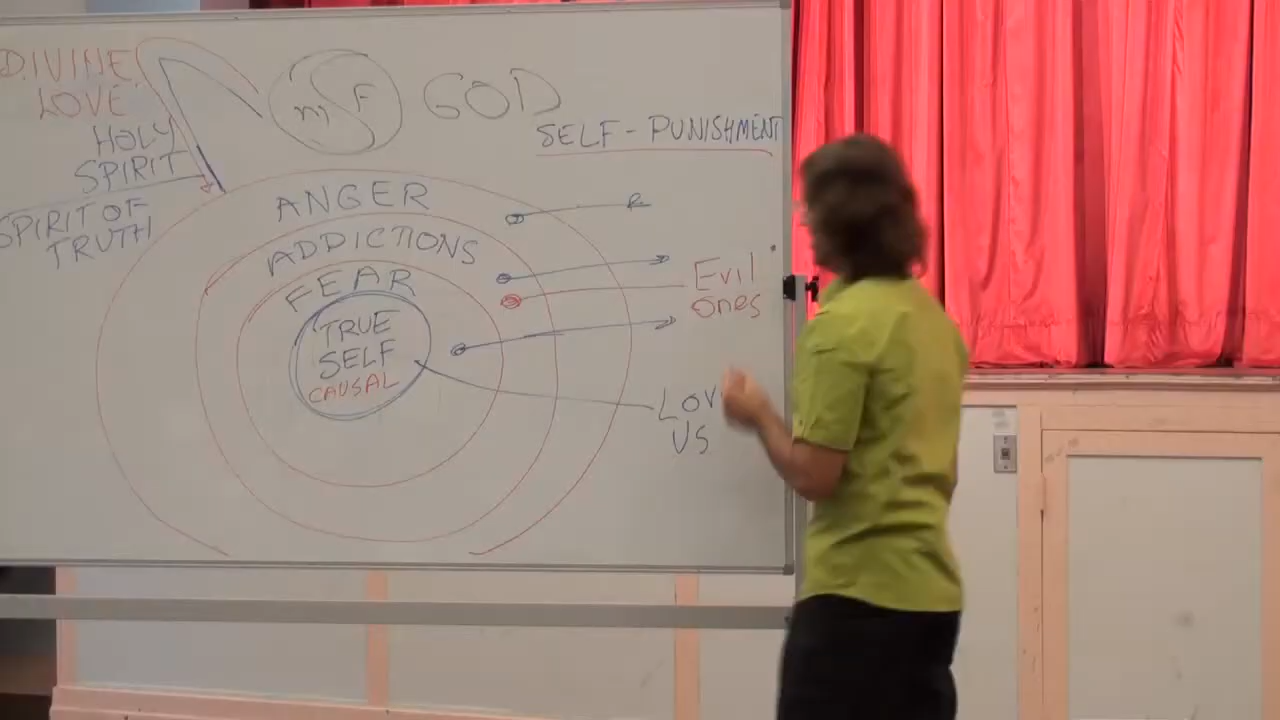 DIVINE
LOVE
HOLY
SPIRIT
SPIRIT OF
TRUTH
m F
GOD
SELF-PUNISHMENT
ANGER
ADDICTIONS
FEAR
TRUE
SELF
CAUSAL
R
Evil
ones
LOV
US